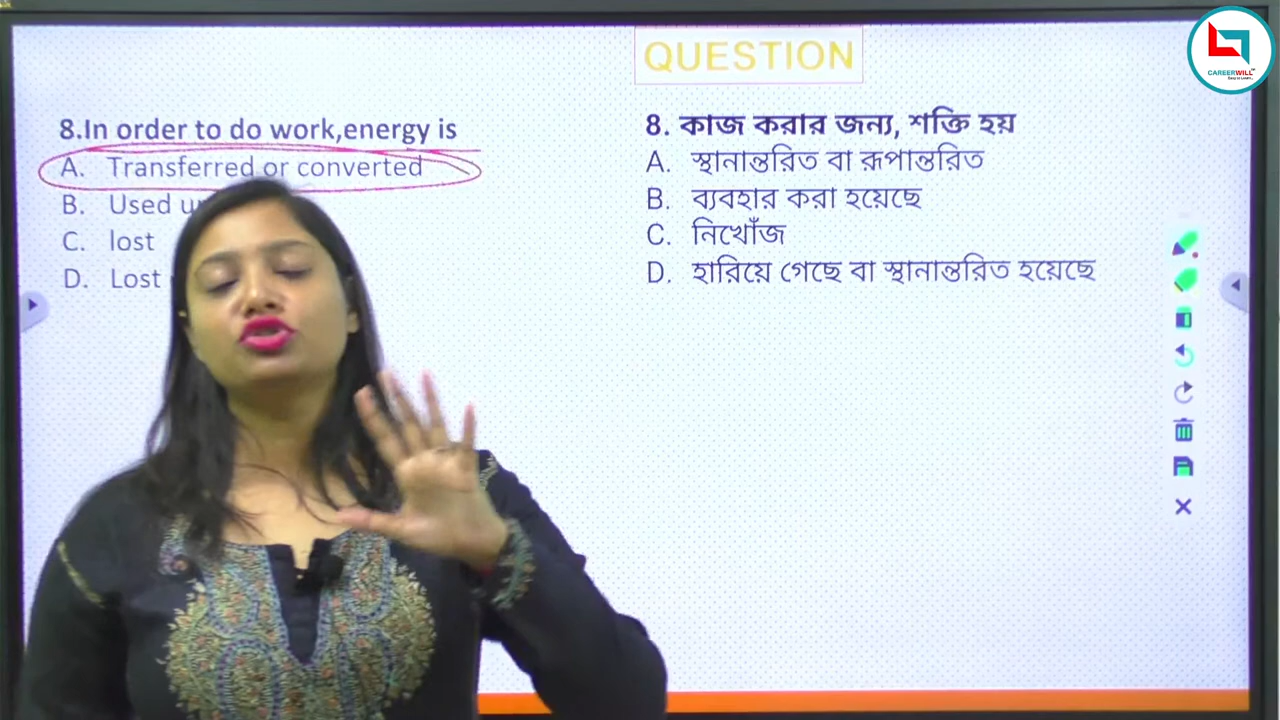 QUESTION
CAREERWILL
8.In order to do work,energy is
A. Transferred or converted
B. Used
C. lost
D. Lost
8. কাজ করার জন্য, শক্তি হয়
A. স্থানান্তরিত বা রূপান্তরিত
B. ব্যবহার করা হয়েছে
C. নিখোঁজ
D. হারিয়ে গেছে বা স্থানান্তরিত হয়েছে